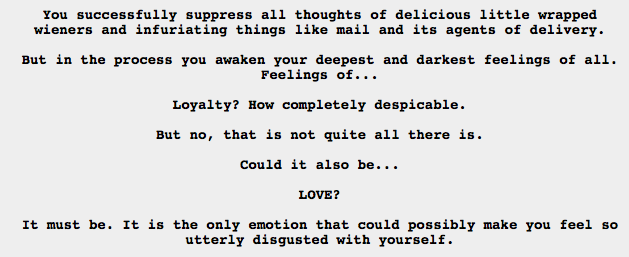 You successfully suppress all thoughts of delicious little wrapped
wieners and infuriating things like mail and its agents of delivery.
But in the process you awaken your deepest and darkest feelings of all.
Feelings of...
Loyalty? How completely despicable.
But no, that is not quite all there is.
Could it also be...
LOVE?
It must be. It is the only emotion that could possibly make you feel so
utterly disgusted with yourself.